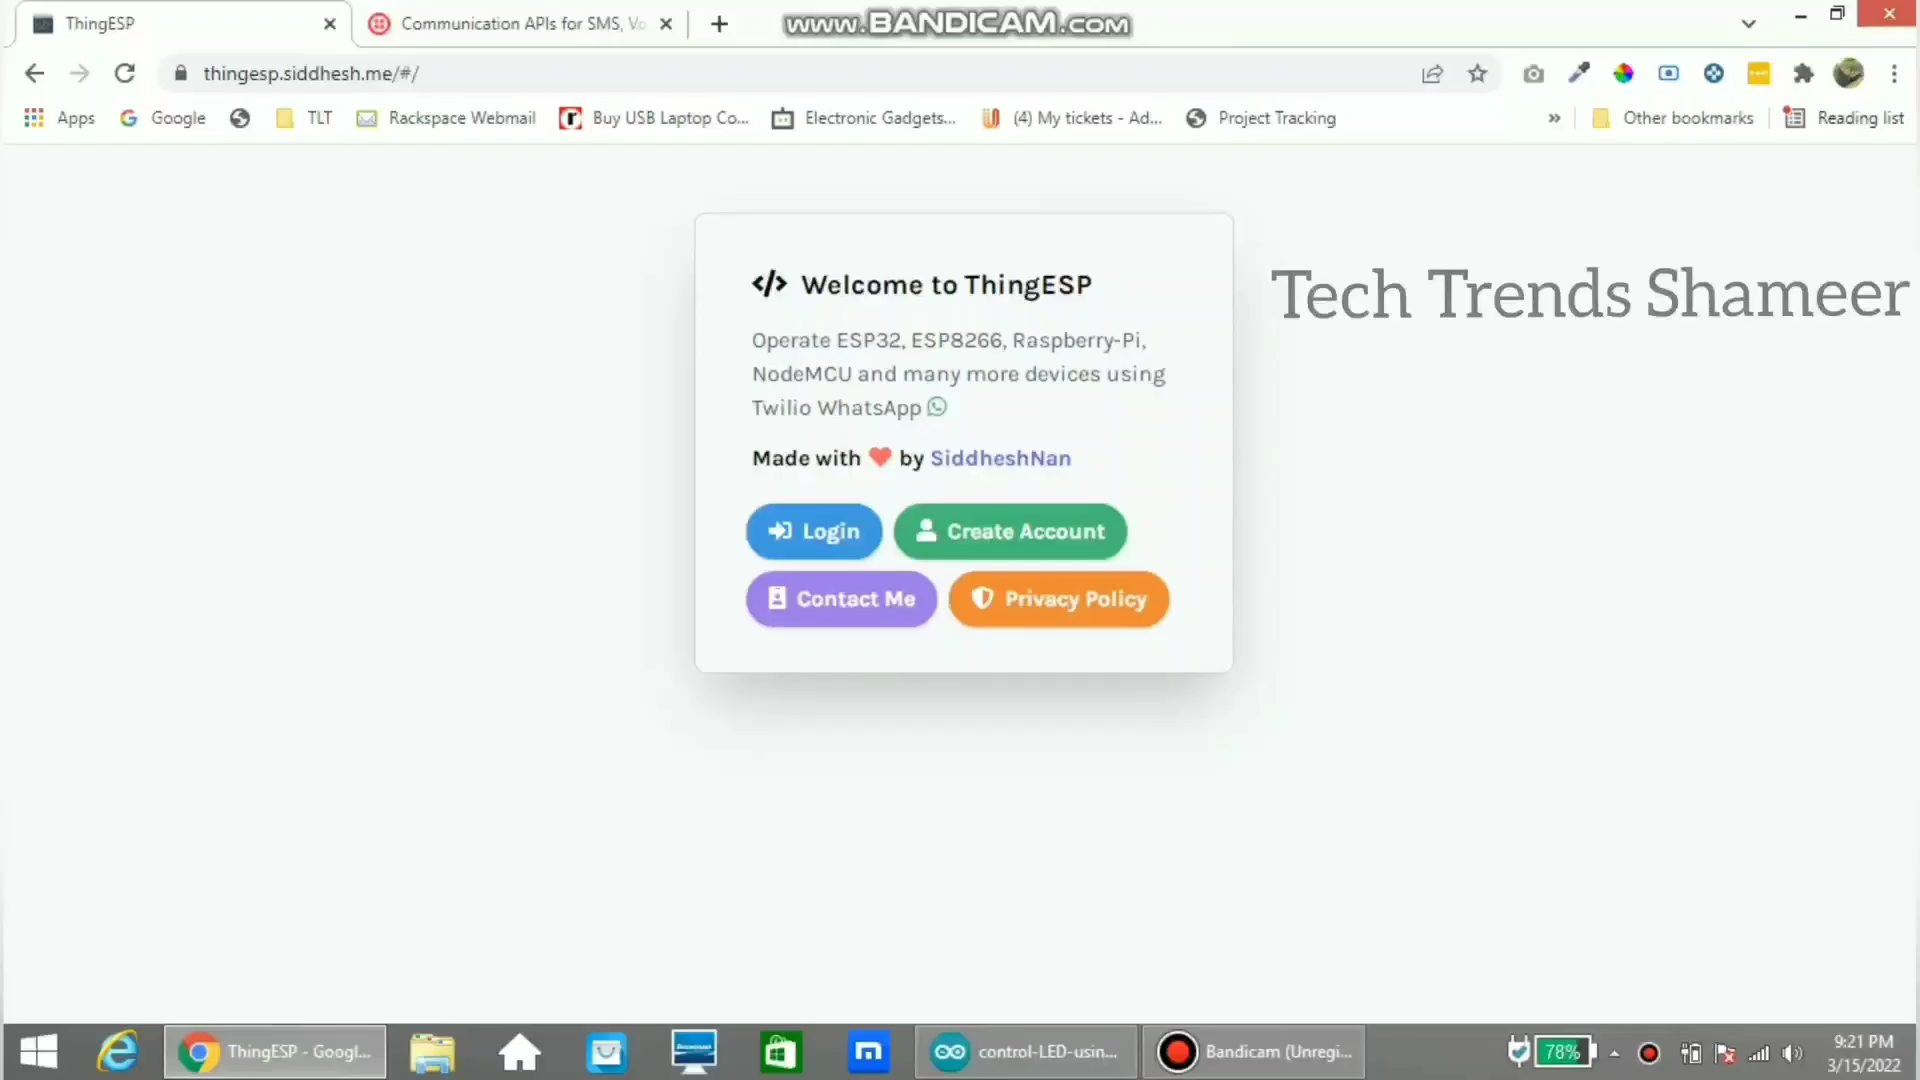 ThingESP
Communication APIs for SMS, Vo
www.BANDICAM.com
thingesp.siddhesh.me/#/
Apps
Google
TLT
Rackspace Webmail
Buy USB Laptop Co...
Electronic Gadgets...
(4) My tickets - Ad...
Project Tracking
»
Other bookmarks
Reading list
</> Welcome to ThingESP
Operate ESP32, ESP8266, Raspberry-Pi,
NodeMCU and many more devices using
Twilio WhatsApp
Made with ❤ by SiddheshNan
Login
Create Account
Contact Me
Privacy Policy
Tech Trends Shameer
ThingESP - Googl...
control-LED-usin...
Bandicam (Unregi...
78%
9:21 PM
3/15/2022